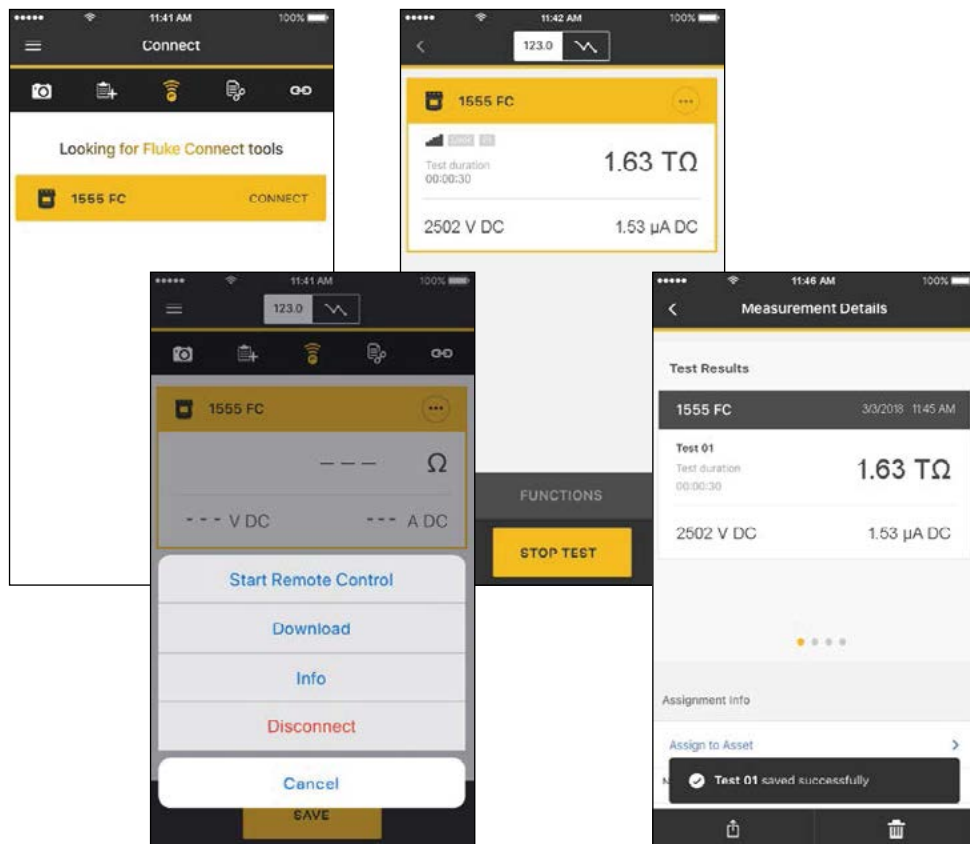 11:41 AM 100%
Connect
Looking for Fluke Connect tools
1555 FC CONNECT
11:42 AM 100%
123.0
1555 FC
Test duration
00:00:30
1.63 TΩ
2502 V DC 1.53 µA DC
FUNCTIONS
STOP TEST
11:41 AM 100%
123.0
1555 FC
--- Ω
--- V DC --- A DC
Start Remote Control
Download
Info
Disconnect
Cancel
SAVE
11:46 AM 100%
Measurement Details
Test Results
1555 FC 3/3/2018 11:45 AM
Test 01
Test duration
00:00:30
1.63 TΩ
2502 V DC 1.53 µA DC
Assignment Info
Assign to Asset
Test 01 saved successfully